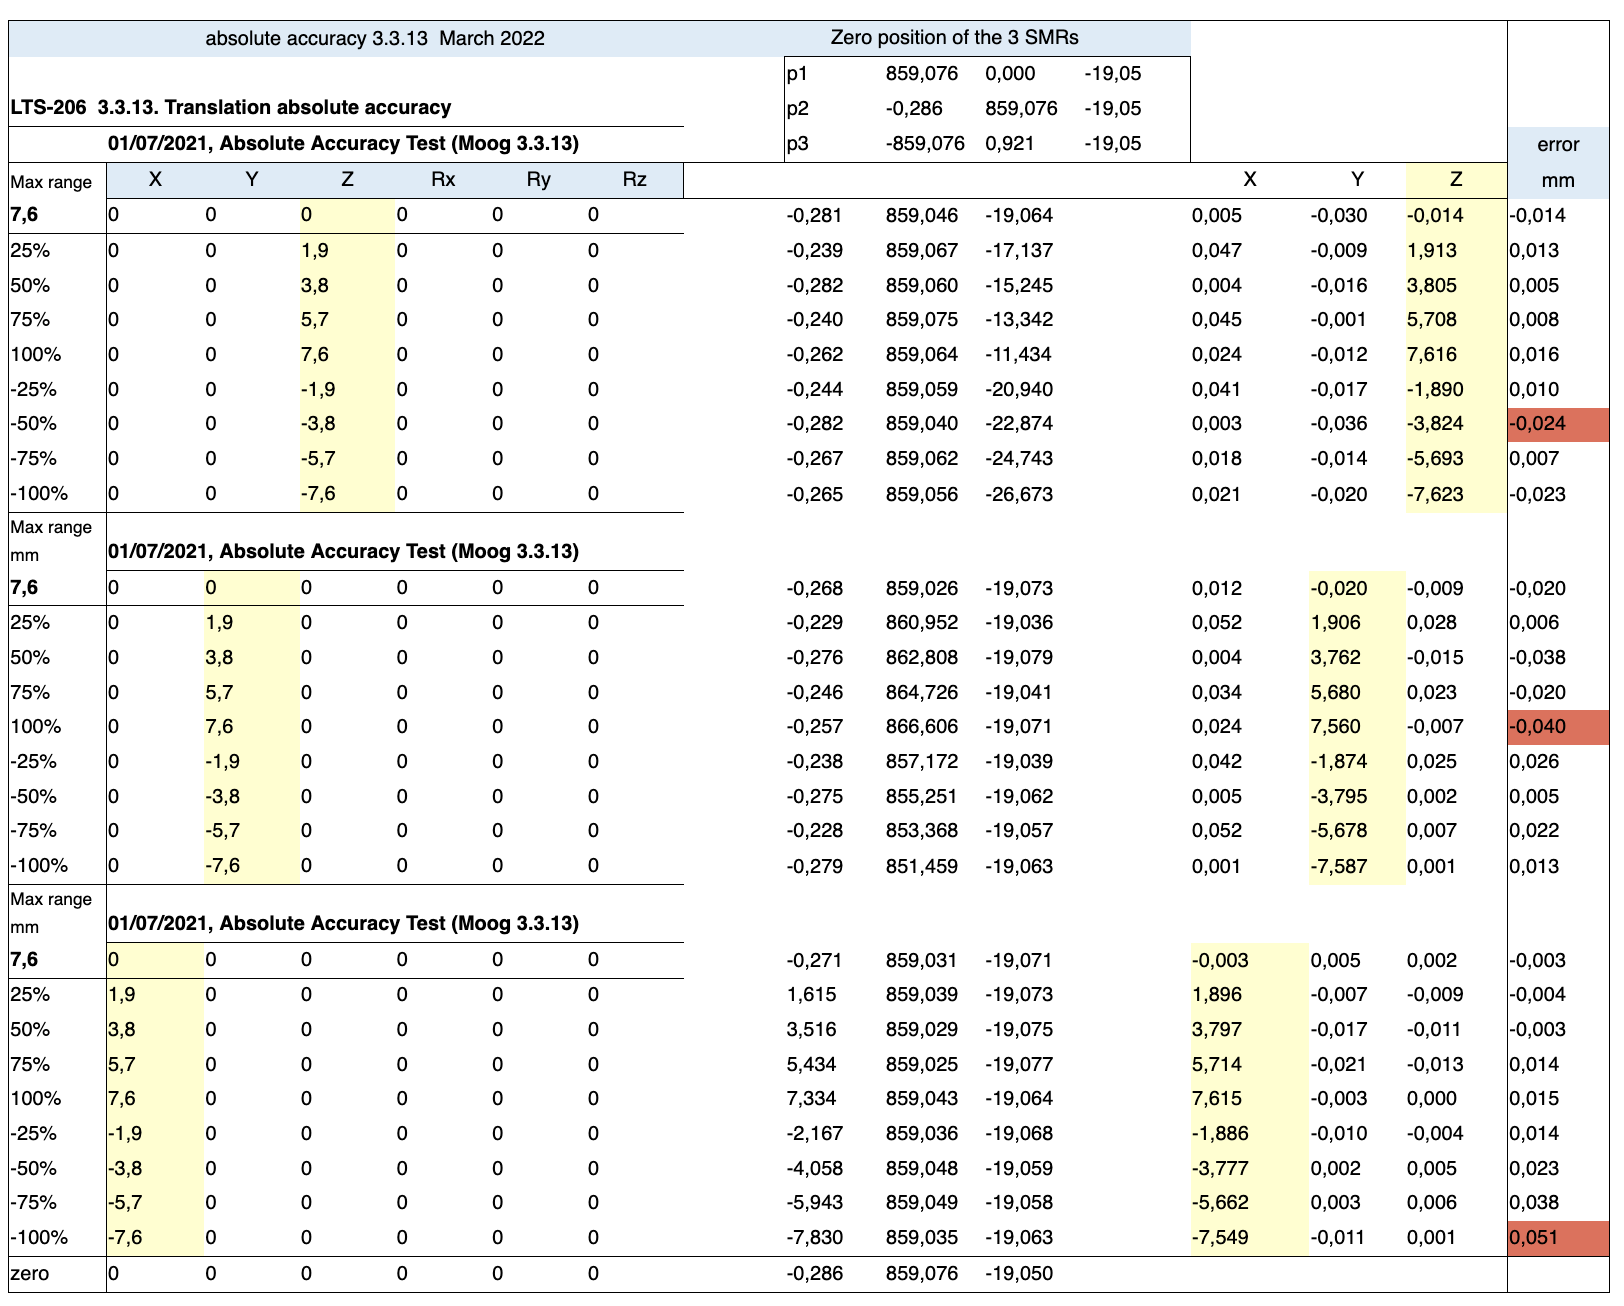 absolute accuracy 3.3.13 March 2022 Zero position of the 3 SMRs
p1 859,076 0,000 -19,05
LTS-206 3.3.13. Translation absolute accuracy p2 -0,286 859,076 -19,05
01/07/2021, Absolute Accuracy Test (Moog 3.3.13) p3 -859,076 0,921 -19,05 error
Max range X Y Z Rx Ry Rz X Y Z mm
7,6 0 0 0 0 0 0 -0,281 859,046 -19,064 0,005 -0,030 -0,014 -0,014
25% 0 0 1,9 0 0 0 -0,239 859,067 -17,137 0,047 -0,009 1,913 0,013
50% 0 0 3,8 0 0 0 -0,282 859,060 -15,245 0,004 -0,016 3,805 0,005
75% 0 0 5,7 0 0 0 -0,240 859,075 -13,342 0,045 -0,001 5,708 0,008
100% 0 0 7,6 0 0 0 -0,262 859,064 -11,434 0,024 -0,012 7,616 0,016
-25% 0 0 -1,9 0 0 0 -0,244 859,059 -20,940 0,041 -0,017 -1,890 0,010
-50% 0 0 -3,8 0 0 0 -0,282 859,040 -22,874 0,003 -0,036 -3,824 -0,024
-75% 0 0 -5,7 0 0 0 -0,267 859,062 -24,743 0,018 -0,014 -5,693 0,007
-100% 0 0 -7,6 0 0 0 -0,265 859,056 -26,673 0,021 -0,020 -7,623 -0,023
Max range
mm 01/07/2021, Absolute Accuracy Test (Moog 3.3.13)
7,6 0 0 0 0 0 0 -0,268 859,026 -19,073 0,012 -0,020 -0,009 -0,020
25% 0 1,9 0 0 0 0 -0,229 860,952 -19,036 0,052 1,906 0,028 0,006
50% 0 3,8 0 0 0 0 -0,276 862,808 -19,079 0,004 3,762 -0,015 -0,038
75% 0 5,7 0 0 0 0 -0,246 864,726 -19,041 0,034 5,680 0,023 -0,020
100% 0 7,6 0 0 0 0 -0,257 866,606 -19,071 0,024 7,560 -0,007 -0,040
-25% 0 -1,9 0 0 0 0 -0,238 857,172 -19,039 0,042 -1,874 0,025 0,026
-50% 0 -3,8 0 0 0 0 -0,275 855,251 -19,062 0,005 -3,795 0,002 0,005
-75% 0 -5,7 0 0 0 0 -0,228 853,368 -19,057 0,052 -5,678 0,007 0,022
-100% 0 -7,6 0 0 0 0 -0,279 851,459 -19,063 0,001 -7,587 0,001 0,013
Max range
mm 01/07/2021, Absolute Accuracy Test (Moog 3.3.13)
7,6 0 0 0 0 0 0 -0,271 859,031 -19,071 -0,003 0,005 0,002 -0,003
25% 1,9 0 0 0 0 0 1,615 859,039 -19,073 1,896 -0,007 -0,009 -0,004
50% 3,8 0 0 0 0 0 3,516 859,029 -19,075 3,797 -0,017 -0,011 -0,003
75% 5,7 0 0 0 0 0 5,434 859,025 -19,077 5,714 -0,021 -0,013 0,014
100% 7,6 0 0 0 0 0 7,334 859,043 -19,064 7,615 -0,003 0,000 0,015
-25% -1,9 0 0 0 0 0 -2,167 859,036 -19,068 -1,886 -0,010 -0,004 0,014
-50% -3,8 0 0 0 0 0 -4,058 859,048 -19,059 -3,777 0,002 0,005 0,023
-75% -5,7 0 0 0 0 0 -5,943 859,049 -19,058 -5,662 0,003 0,006 0,038
-100% -7,6 0 0 0 0 0 -7,830 859,035 -19,063 -7,549 -0,011 0,001 0,051
zero 0 0 0 0 0 0 -0,286 859,076 -19,050